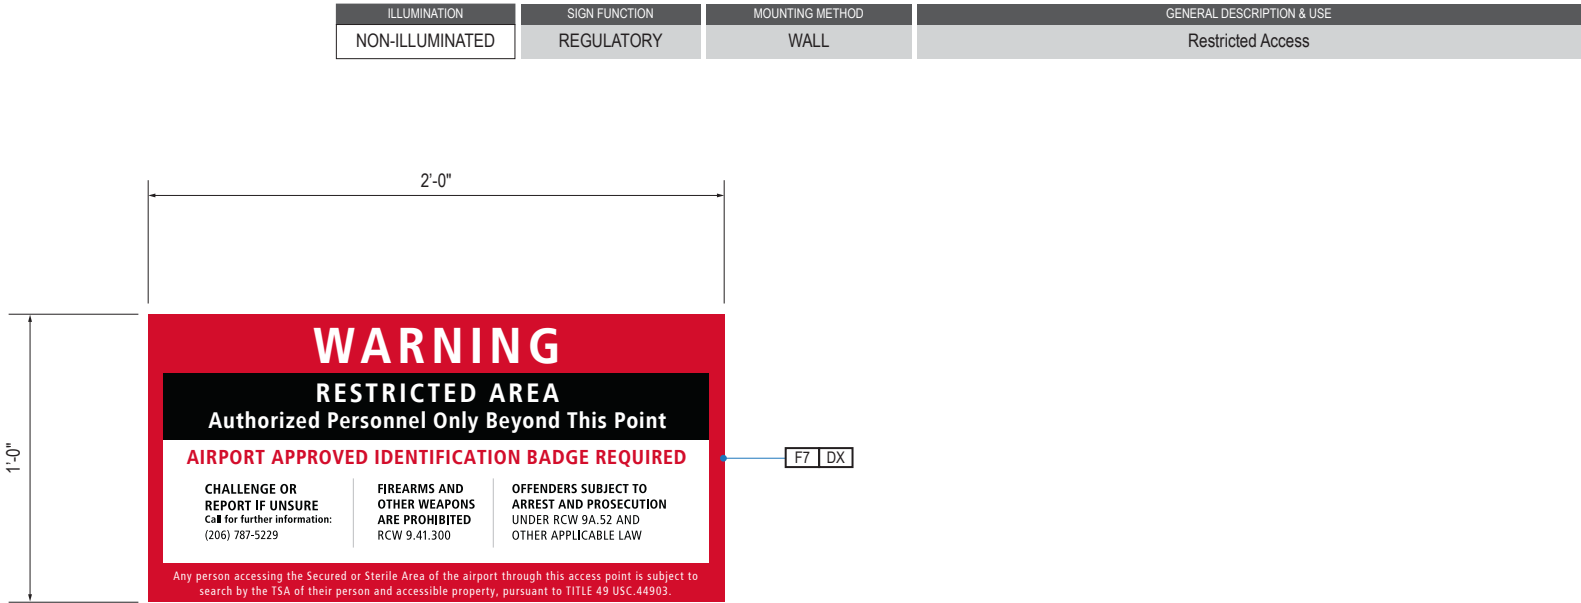 ILLUMINATION SIGN FUNCTION MOUNTING METHOD GENERAL DESCRIPTION & USE
NON-ILLUMINATED REGULATORY WALL Restricted Access
2'-0"
1'-0"
WARNING
RESTRICTED AREA
Authorized Personnel Only Beyond This Point
AIRPORT APPROVED IDENTIFICATION BADGE REQUIRED
F7 DX
CHALLENGE OR
REPORT IF UNSURE
Call for further information:
(206) 787-5229
FIREARMS AND
OTHER WEAPONS
ARE PROHIBITED
RCW 9.41.300
OFFENDERS SUBJECT TO
ARREST AND PROSECUTION
UNDER RCW 9A.52 AND
OTHER APPLICABLE LAW
Any person accessing the Secured or Sterile Area of the airport through this access point is subject to
search by the TSA of their person and accessible property, pursuant to TITLE 49 USC.44903.